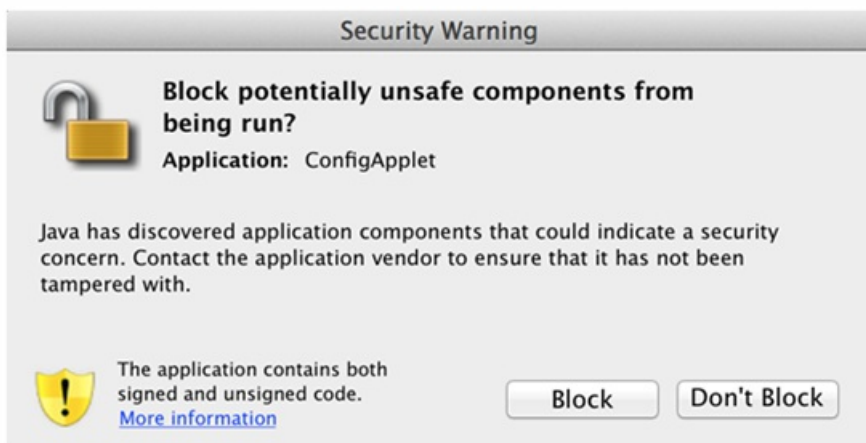 Security Warning
Block potentially unsafe components from
being run?
Application: ConfigApplet
Java has discovered application components that could indicate a security
concern. Contact the application vendor to ensure that it has not been
tampered with.
The application contains both
signed and unsigned code.
More information
Block
Don't Block